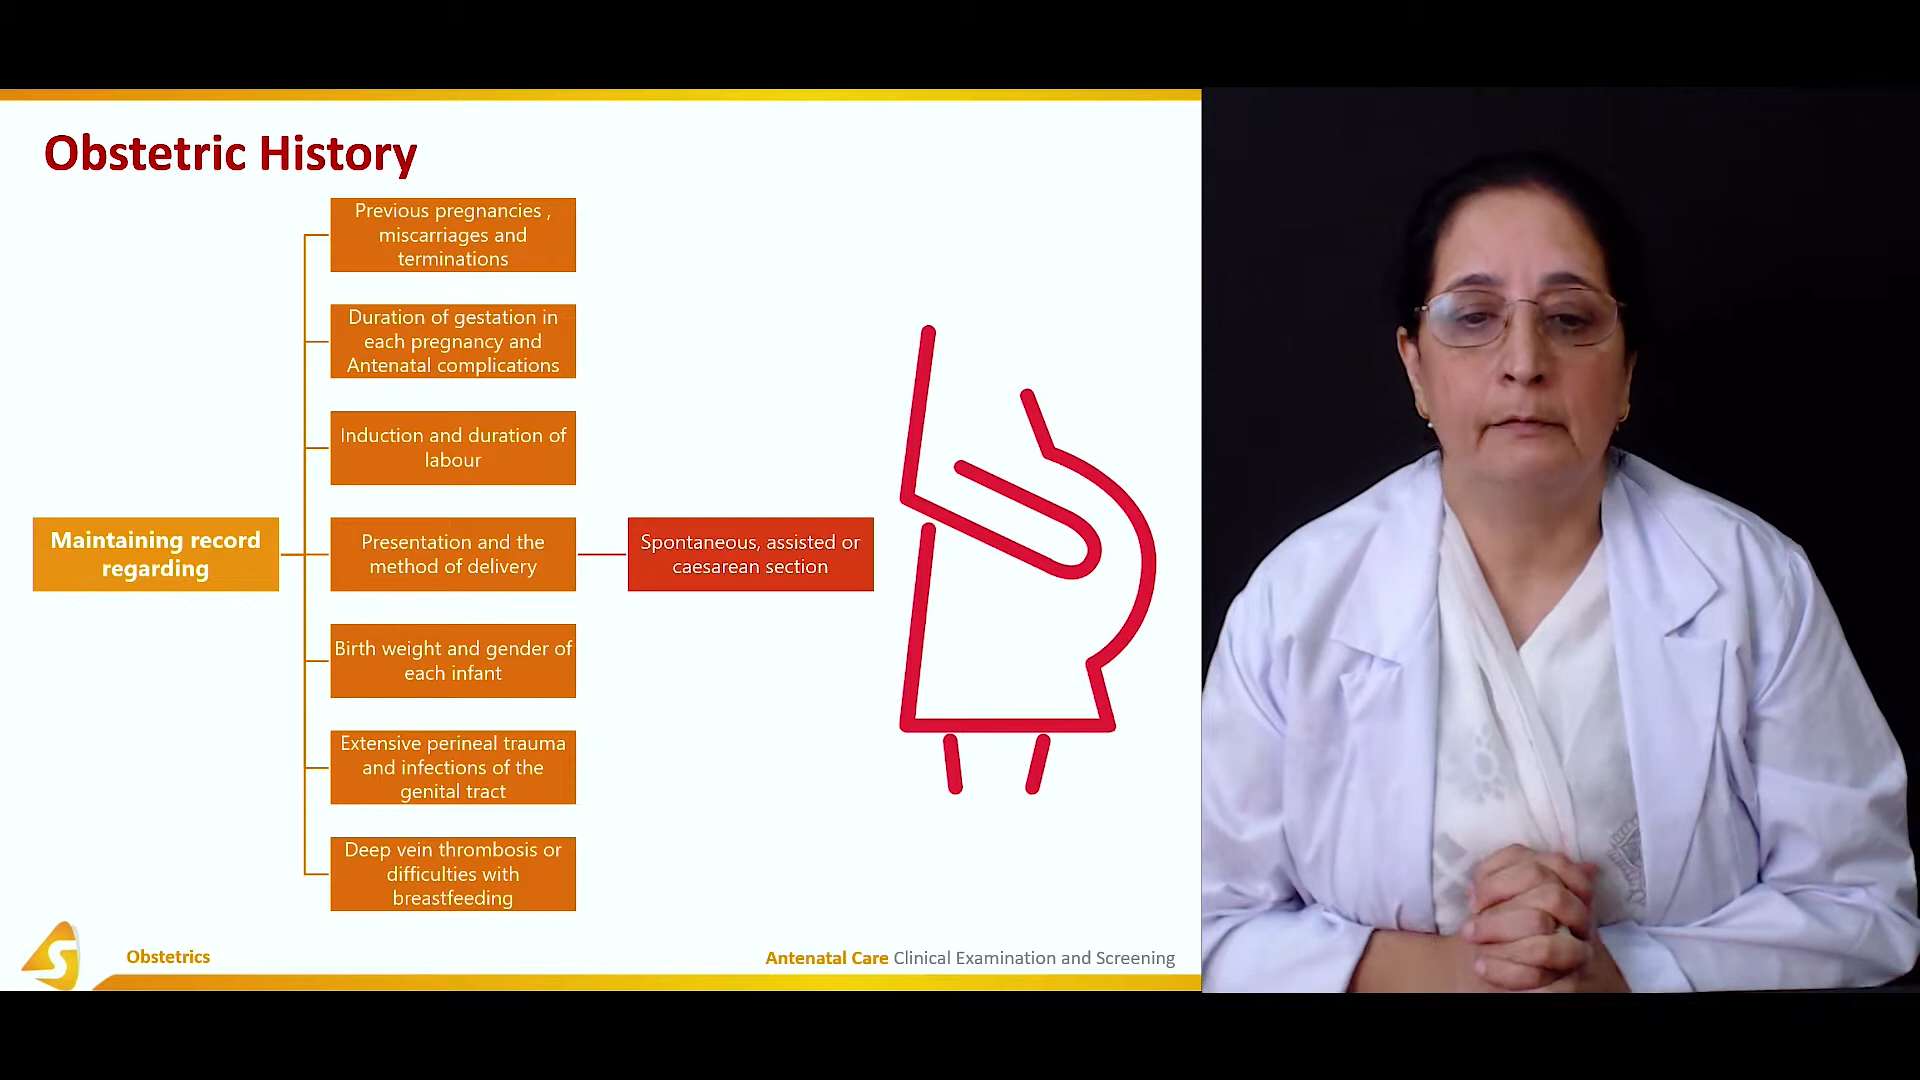 Obstetric History
Previous pregnancies ,
miscarriages and
terminations
Duration of gestation in
each pregnancy and
Antenatal complications
Induction and duration of
labour
Maintaining record
regarding
Presentation and the
method of delivery
Spontaneous, assisted or
caesarean section
Birth weight and gender of
each infant
Extensive perineal trauma
and infections of the
genital tract
Deep vein thrombosis or
difficulties with
breastfeeding
S
Obstetrics
Antenatal Care Clinical Examination and Screening